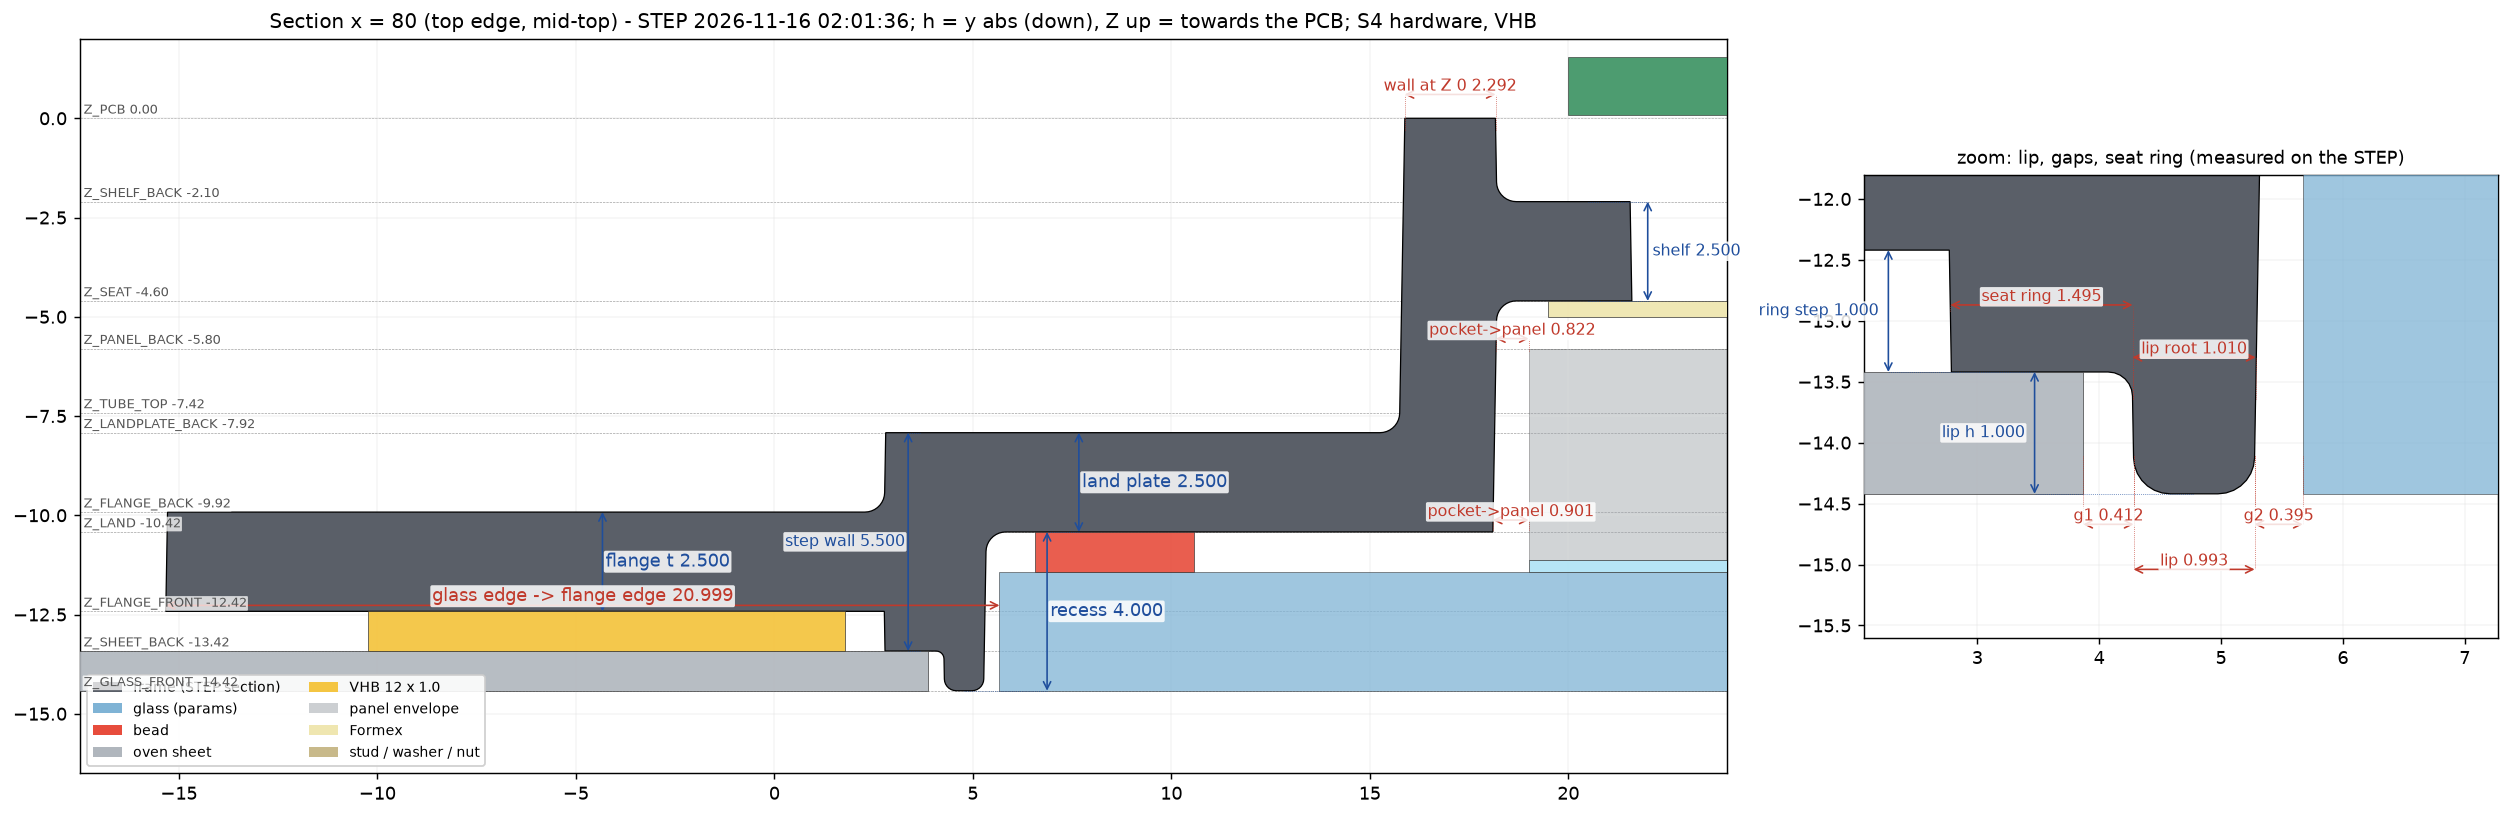 Section x = 80 (top edge, mid-top) - STEP 2026-11-16 02:01:36; h = y abs (down), Z up = towards the PCB; S4 hardware, VHB
wall at Z 0 2.292
Z_PCB 0.00
0.0
Z_SHELF_BACK -2.10
−2.5
shelf 2.500
Z_SEAT -4.60
−5.0
pocket->panel 0.822
Z_PANEL_BACK -5.80
Z_TUBE_TOP -7.42
−7.5
Z_LANDPLATE_BACK -7.92
land plate 2.500
Z_FLANGE_BACK -9.92
−10.0
pocket->panel 0.901
Z_LAND -10.42
step wall 5.500
flange t 2.500
glass edge -> flange edge 20.999
Z_FLANGE_FRONT -12.42
recess 4.000
−12.5
Z_SHEET_BACK -13.42
Z_GLASS_FRONT -14.42
frame (STEP section)
glass (params)
bead
oven sheet
VHB 12 x 1.0
panel envelope
Formex
stud / washer / nut
−15.0
−15
−10
−5
0
5
10
15
20
zoom: lip, gaps, seat ring (measured on the STEP)
−12.0
−12.5
seat ring 1.495
ring step 1.000
−13.0
lip root 1.010
−13.5
lip h 1.000
−14.0
−14.5
g1 0.412
g2 0.395
lip 0.993
−15.0
−15.5
3
4
5
6
7